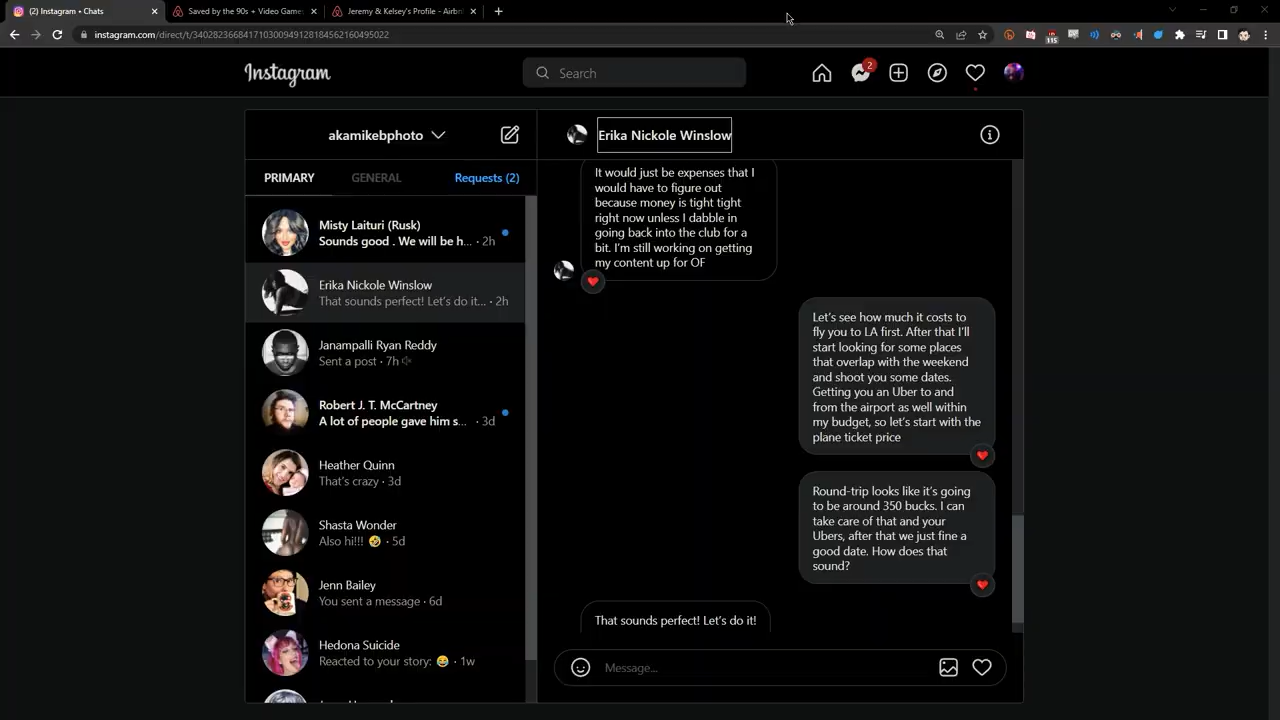 (2) Instagram • Chats
Saved by the 90s + Video Game
Jeremy & Kelsey's Profile - Airbn
instagram.com/direct/t/340282366841710300949128184562160495022
115
Instagram
Search
2
akamikebphoto
Erika Nickole Winslow
PRIMARY
GENERAL
Requests (2)
Misty Laituri (Rusk)
Sounds good . We will be h... · 2h
Erika Nickole Winslow
That sounds perfect! Let's do it... · 2h
Janampalli Ryan Reddy
Sent a post · 7h
Robert J. T. McCartney
A lot of people gave him s... · 3d
Heather Quinn
That's crazy · 3d
Shasta Wonder
Also hi!!! 🤣 · 5d
Jenn Bailey
You sent a message · 6d
Hedona Suicide
Reacted to your story: 😂 · 1w
It would just be expenses that I
would have to figure out
because money is tight tight
right now unless I dabble in
going back into the club for a
bit. I'm still working on getting
my content up for OF
Let's see how much it costs to
fly you to LA first. After that I'll
start looking for some places
that overlap with the weekend
and shoot you some dates.
Getting you an Uber to and
from the airport as well within
my budget, so let's start with the
plane ticket price
Round-trip looks like it's going
to be around 350 bucks. I can
take care of that and your
Ubers, after that we just fine a
good date. How does that
sound?
That sounds perfect! Let's do it!
Message...